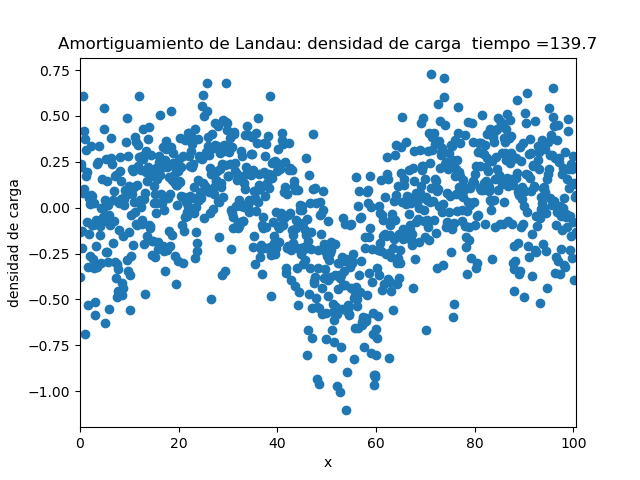 Amortiguamiento de Landau: densidad de carga  tiempo =139.7
0.75
0.50
0.25
0.00
−0.25
−0.50
−0.75
−1.00
densidad de carga
0 20 40 60 80 100
x